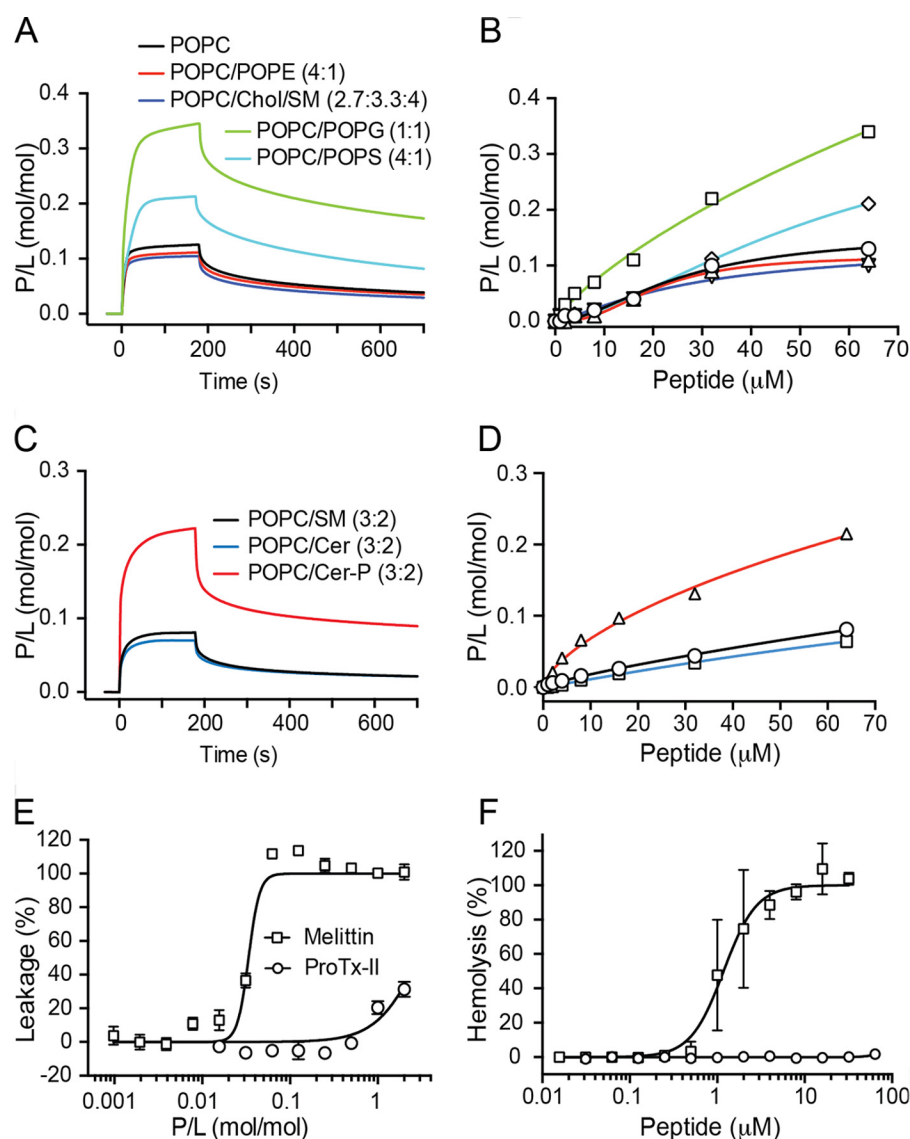 A
POPC
POPC/POPE (4:1)
POPC/Chol/SM (2.7:3.3:4)
POPC/POPG (1:1)
POPC/POPS (4:1)
P/L (mol/mol)
0.4
0.3
0.2
0.1
0.0
0 200 400 600
Time (s)
B
P/L (mol/mol)
0.4
0.3
0.2
0.1
0.0
0 10 20 30 40 50 60 70
Peptide (μM)
C
POPC/SM (3:2)
POPC/Cer (3:2)
POPC/Cer-P (3:2)
P/L (mol/mol)
0.3
0.2
0.1
0.0
0 200 400 600
Time (s)
D
P/L (mol/mol)
0.3
0.2
0.1
0.0
0 10 20 30 40 50 60 70
Peptide (μM)
E
Leakage (%)
120
100
80
60
40
20
0
-20
Melittin
ProTx-II
0.001 0.01 0.1 1
P/L (mol/mol)
F
Hemolysis (%)
120
100
80
60
40
20
0
0.01 0.1 1 10 100
Peptide (μM)